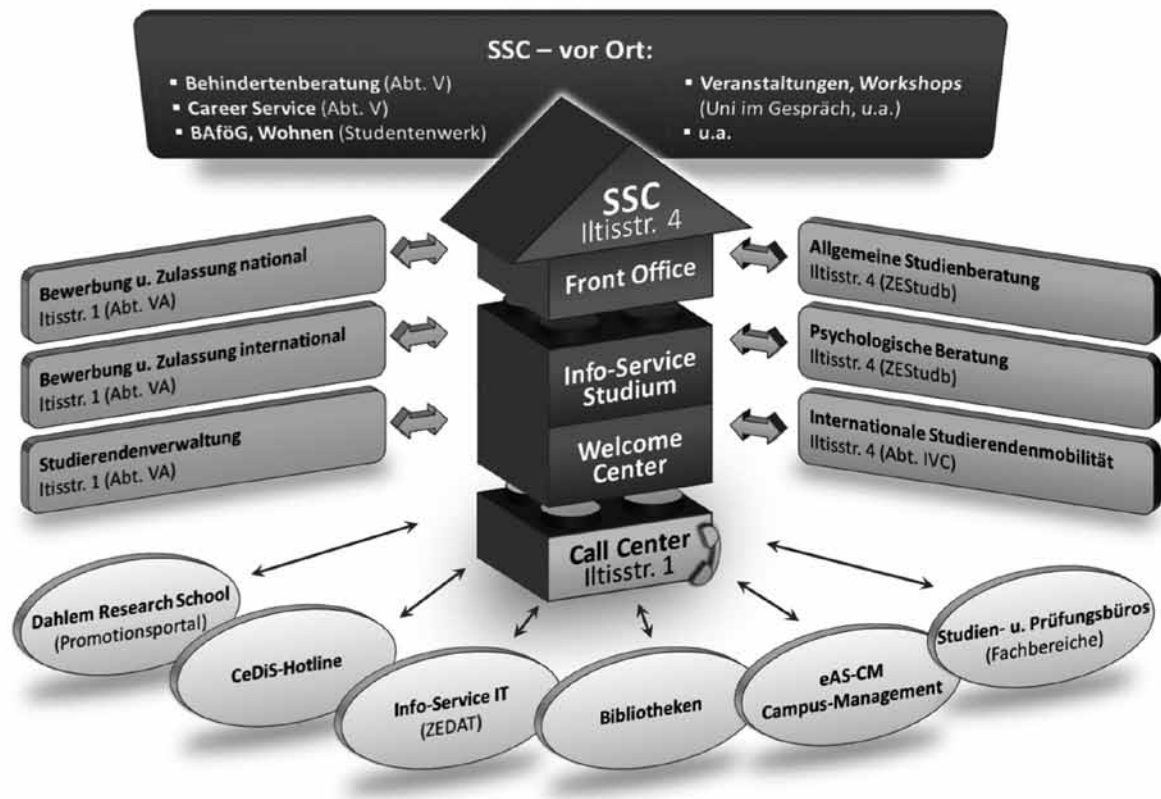 SSC – vor Ort:
▪ Behindertenberatung (Abt. V)
▪ Career Service (Abt. V)
▪ BAföG, Wohnen (Studentenwerk)
▪ Veranstaltungen, Workshops
(Uni im Gespräch, u.a.)
▪ u.a.
SSC
Iltisstr. 4
Front Office
Info-Service
Studium
Welcome
Center
Call Center
Iltisstr. 1
Bewerbung u. Zulassung national
Itisstr. 1 (Abt. VA)
Bewerbung u. Zulassung international
Itisstr. 1 (Abt. VA)
Studierendenverwaltung
Itisstr. 1 (Abt. VA)
Allgemeine Studienberatung
Iltisstr. 4 (ZEStudb)
Psychologische Beratung
Iltisstr. 4 (ZEStudb)
Internationale Studierendenmobilität
Iltisstr. 4 (Abt. IVC)
Dahlem Research School
(Promotionsportal)
CeDiS-Hotline
Info-Service IT
(ZEDAT)
Bibliotheken
eAS-CM
Campus-Management
Studien- u. Prüfungsbüros
(Fachbereiche)